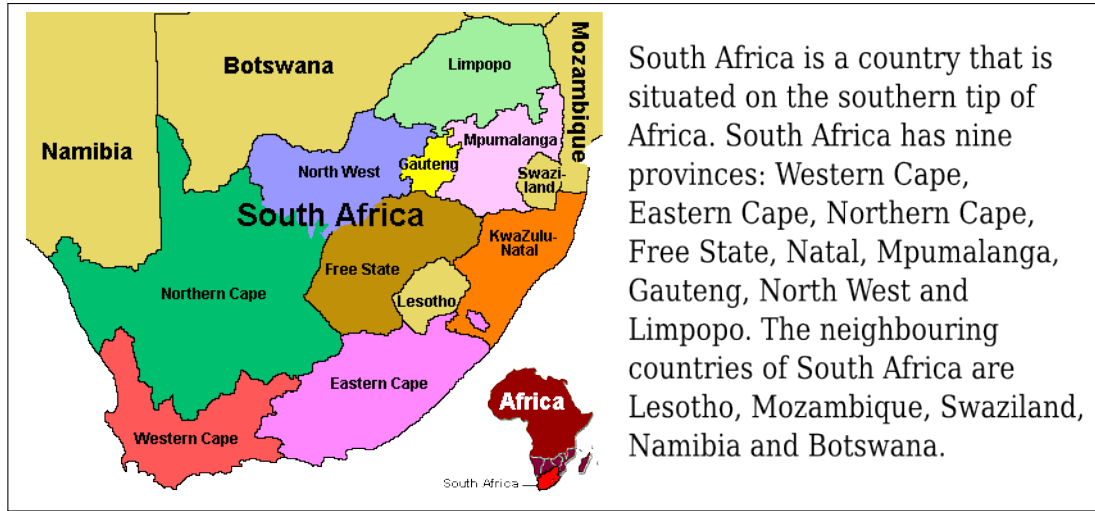 Botswana
Limpopo
Mozambique
Namibia
North West
Gauteng
Mpumalanga
Swazi-
land
South Africa
KwaZulu-
Natal
Free State
Northern Cape
Lesotho
Eastern Cape
Western Cape
Africa
South Africa
South Africa is a country that is
situated on the southern tip of
Africa. South Africa has nine
provinces: Western Cape,
Eastern Cape, Northern Cape,
Free State, Natal, Mpumalanga,
Gauteng, North West and
Limpopo. The neighbouring
countries of South Africa are
Lesotho, Mozambique, Swaziland,
Namibia and Botswana.